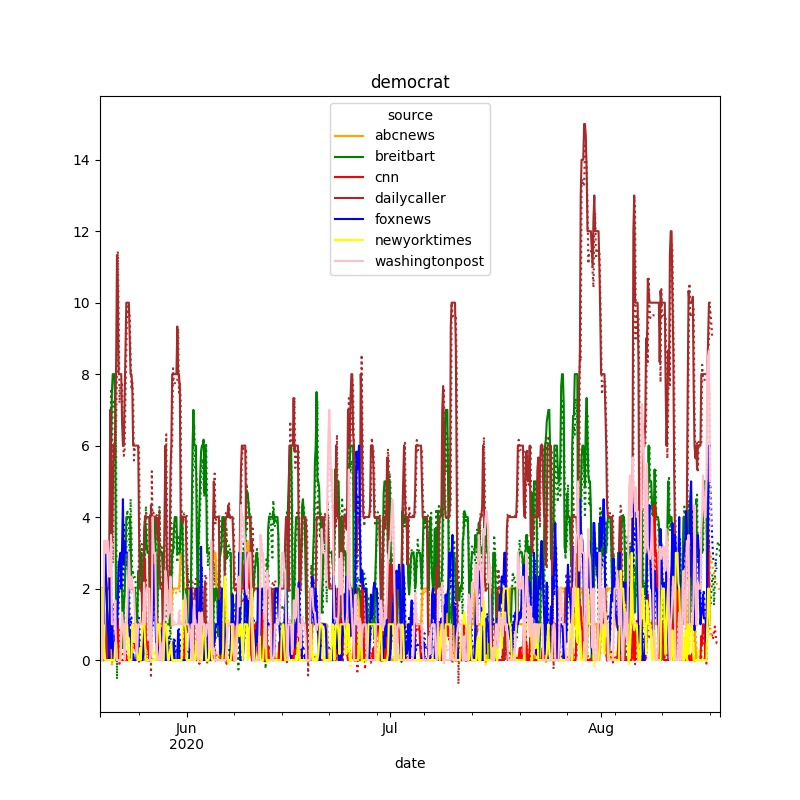 democrat
source
abcnews
breitbart
cnn
dailycaller
foxnews
newyorktimes
washingtonpost
14
12
10
8
6
4
2
0
Jun
2020
Jul
Aug
date